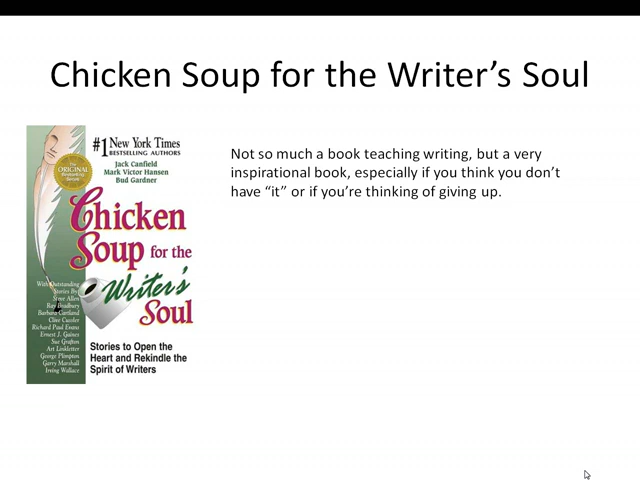 Chicken Soup for the Writer's Soul
#1 New York Times
BESTSELLING AUTHORS
Jack Canfield
Mark Victor Hansen
Bud Gardner
The
ORIGINAL
Bestselling
Series
Chicken
Soup for the
Writer's
Soul
With Outstanding
Stories By:
Steve Allen
Ray Bradbury
Barbara Cartland
Clive Cussler
Richard Paul Evans
Ernest J. Gaines
Sue Grafton
Art Linkletter
George Plimpton
Garry Marshall
Irving Wallace
Stories to Open the
Heart and Rekindle the
Spirit of Writers
Not so much a book teaching writing, but a very
inspirational book, especially if you think you don't
have "it" or if you're thinking of giving up.